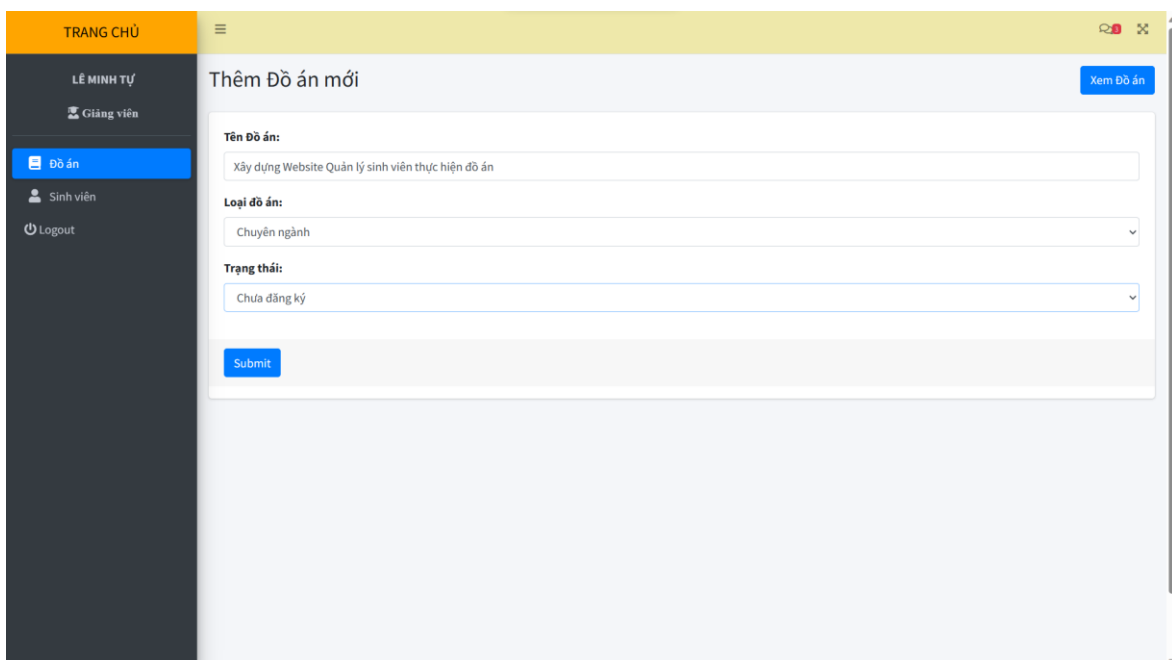 TRANG CHỦ
3
LÊ MINH TỰ
Giảng viên
Đồ án
Sinh viên
Logout
Thêm Đồ án mới
Xem Đồ án
Tên Đồ án:
Xây dựng Website Quản lý sinh viên thực hiện đồ án
Loại đồ án:
Chuyên ngành
Trạng thái:
Chưa đăng ký
Submit